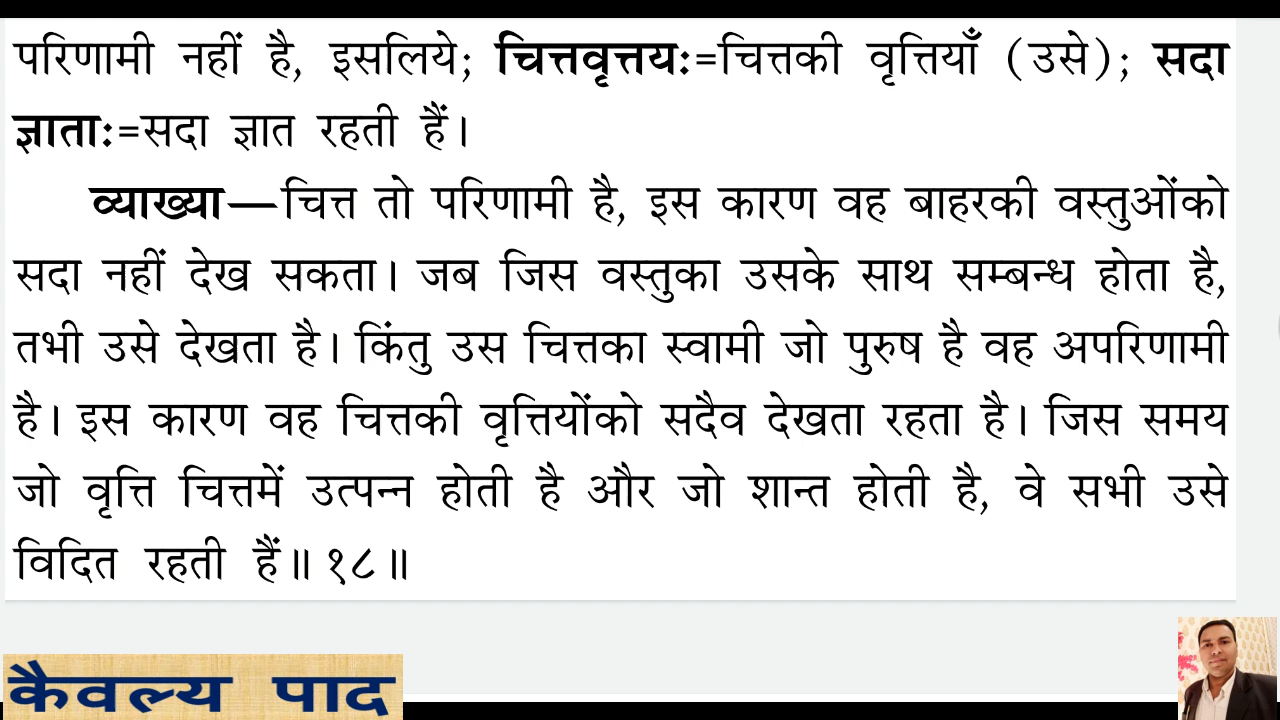 परिणामी नहीं है, इसलिये; चित्तवृत्तयः=चित्तकी वृत्तियाँ (उसे); सदा
ज्ञाताः=सदा ज्ञात रहती हैं।
व्याख्या—चित्त तो परिणामी है, इस कारण वह बाहरकी वस्तुओंको
सदा नहीं देख सकता। जब जिस वस्तुका उसके साथ सम्बन्ध होता है,
तभी उसे देखता है। किंतु उस चित्तका स्वामी जो पुरुष है वह अपरिणामी
है। इस कारण वह चित्तकी वृत्तियोंको सदैव देखता रहता है। जिस समय
जो वृत्ति चित्तमें उत्पन्न होती है और जो शान्त होती है, वे सभी उसे
विदित रहती हैं॥ १८॥
कैवल्य पाद